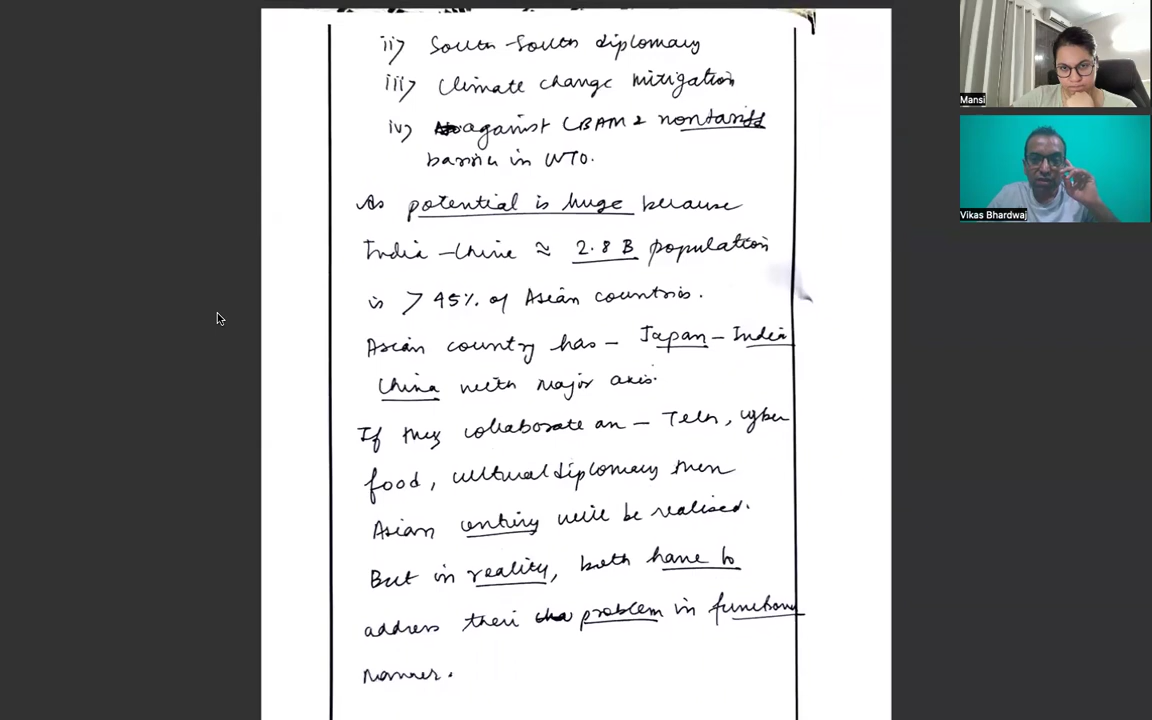 ii) South-South diplomacy
iii) Climate change mitigation
iv) against CBAM & nontariff
barrier in WTO.
As potential is huge because
India-China ≈ 2.8 B population
is > 45% of Asian countries.
Asian country has - Japan - India
China with major axis.
If they collaborate on - Tech, cyber
food, cultural diplomacy then
Asian century will be realised.
But in reality, both have to
address their problem in
manner.
Mansi
Vikas Bhardwaj